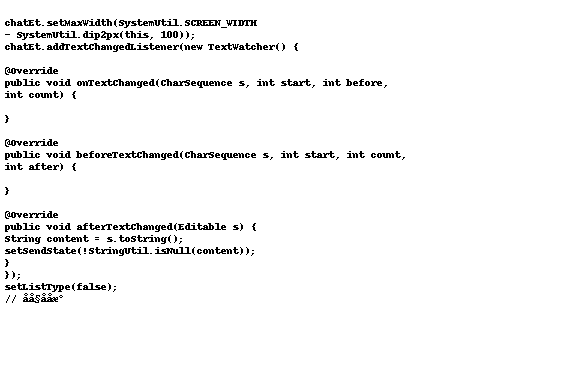 chatEt.setMaxWidth(SystemUtil.SCREEN_WIDTH
- SystemUtil.dip2px(this, 100));
chatEt.addTextChangedListener(new TextWatcher() {
@Override
public void onTextChanged(CharSequence s, int start, int before,
int count) {
}
@Override
public void beforeTextChanged(CharSequence s, int start, int count,
int after) {
}
@Override
public void afterTextChanged(Editable s) {
String content = s.toString();
setSendState(!StringUtil.isNull(content));
}
});
setListType(false);
// åå§ååæ°